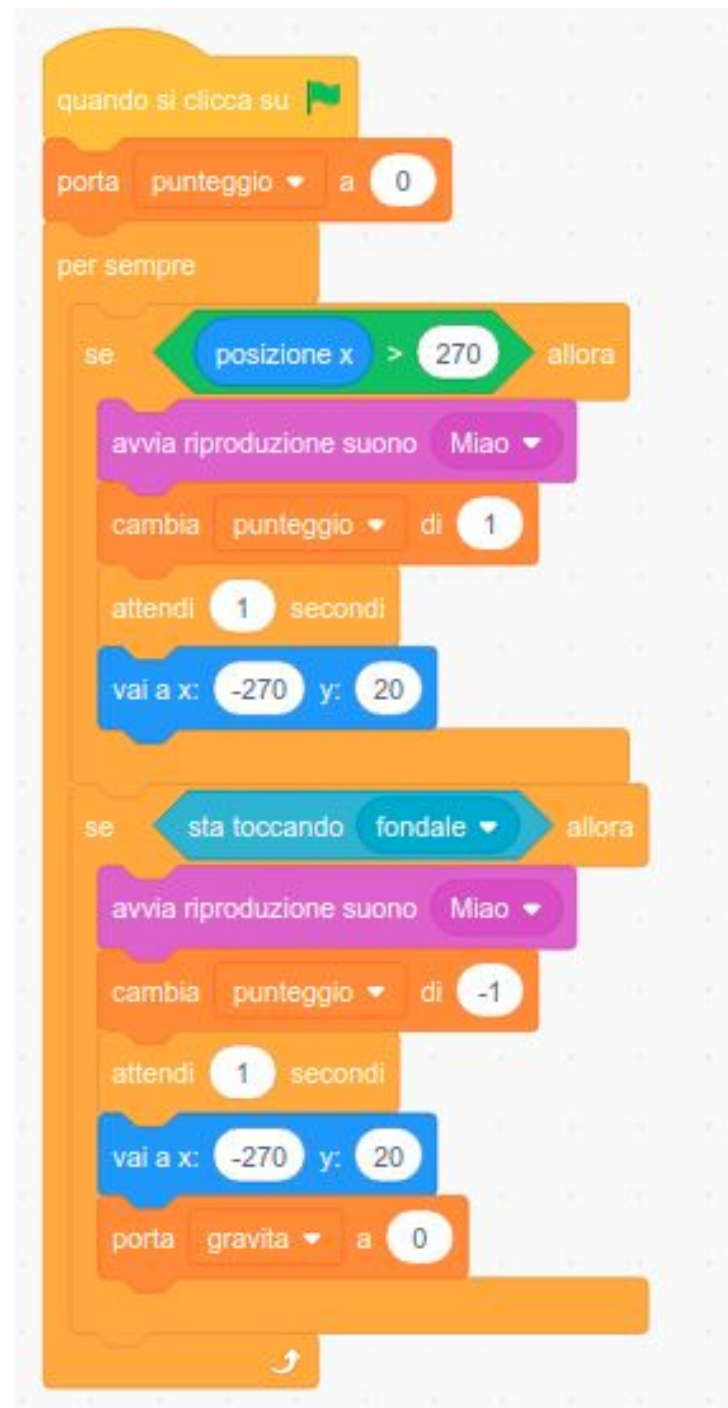 quando si clicca su
porta punteggio a 0
per sempre
se posizione x > 270 allora
avvia riproduzione suono Miao
cambia punteggio di 1
attendi 1 secondi
vai a x: -270 y: 20
se sta toccando fondale allora
avvia riproduzione suono Miao
cambia punteggio di -1
attendi 1 secondi
vai a x: -270 y: 20
porta gravita a 0